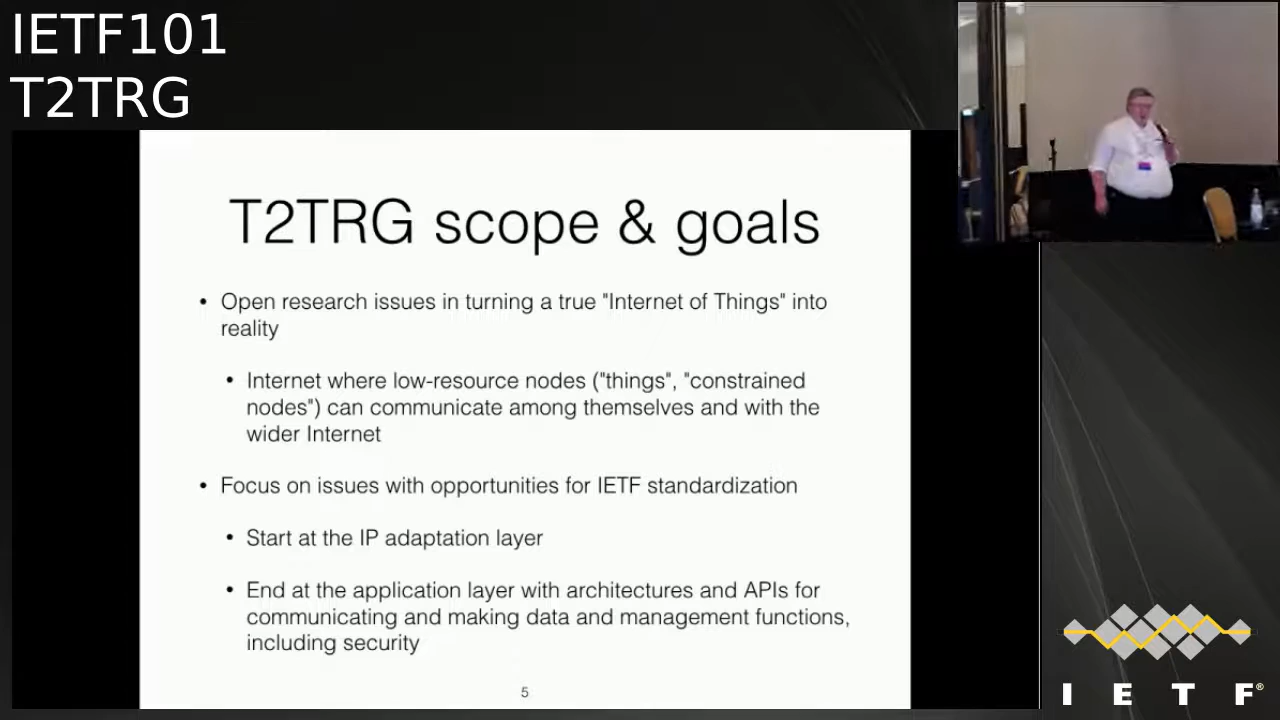 IETF101
T2TRG
T2TRG scope & goals
• Open research issues in turning a true "Internet of Things" into
reality
• Internet where low-resource nodes ("things", "constrained
nodes") can communicate among themselves and with the
wider Internet
• Focus on issues with opportunities for IETF standardization
• Start at the IP adaptation layer
• End at the application layer with architectures and APIs for
communicating and making data and management functions,
including security
5
I E T F®